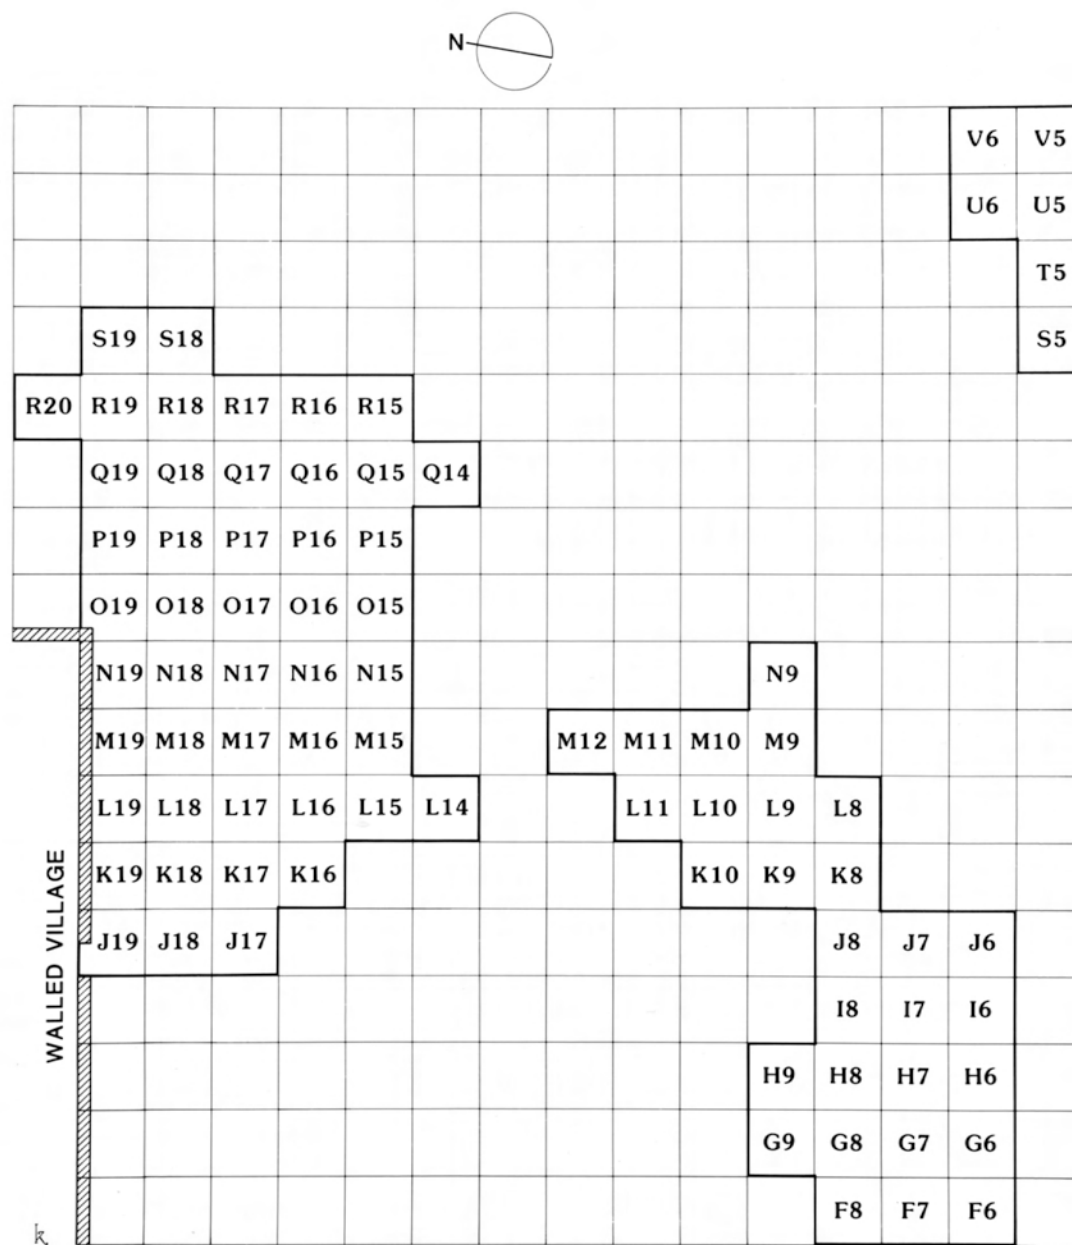 N
V6 V5
U6 U5
T5
S19 S18 S5
R20 R19 R18 R17 R16 R15
Q19 Q18 Q17 Q16 Q15 Q14
P19 P18 P17 P16 P15
O19 O18 O17 O16 O15
N19 N18 N17 N16 N15 N9
M19 M18 M17 M16 M15 M12 M11 M10 M9
L19 L18 L17 L16 L15 L14 L11 L10 L9 L8
K19 K18 K17 K16 K10 K9 K8
J19 J18 J17 J8 J7 J6
I8 I7 I6
H9 H8 H7 H6
G9 G8 G7 G6
F8 F7 F6
WALLED VILLAGE
k